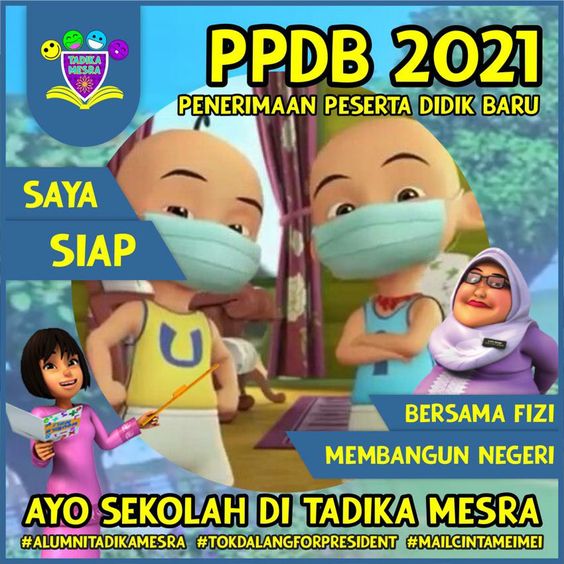 TADIKA
MESRA
PPDB 2021
PENERIMAAN PESERTA DIDIK BARU
SAYA
SIAP
U
i
BERSAMA FIZI
MEMBANGUN NEGERI
AYO SEKOLAH DI TADIKA MESRA
#ALUMNITADIKAMESRA #TOKDALANGFORPRESIDENT #MAILCINTAMEIMEI